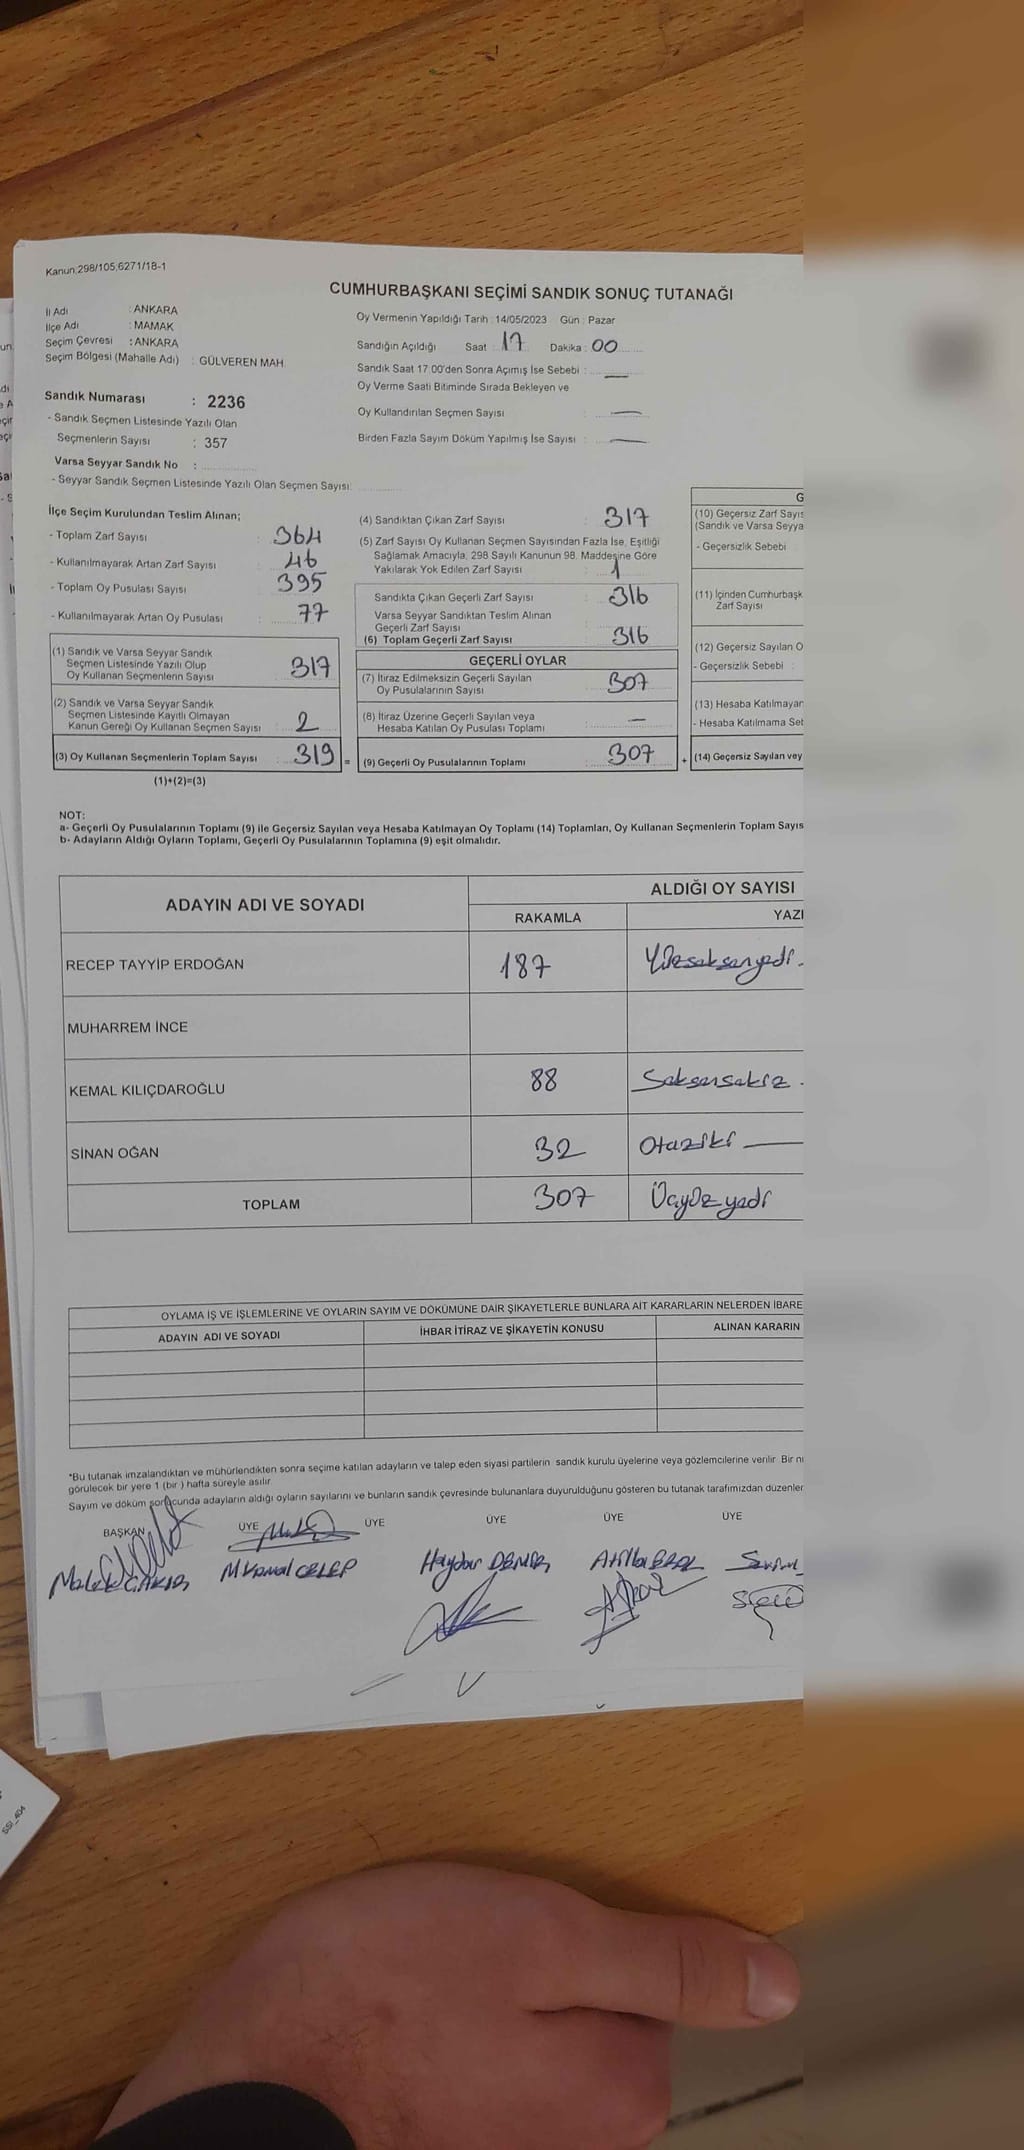 Kanun;298/105;6271/18-1
CUMHURBAŞKANI SEÇİMİ SANDIK SONUÇ TUTANAĞI
İl Adı : ANKARA
İlçe Adı : MAMAK
Seçim Çevresi : ANKARA
Seçim Bölgesi (Mahalle Adı) : GÜLVEREN MAH.
Oy Vermenin Yapıldığı Tarih : 14/05/2023 Gün : Pazar
Sandığın Açıldığı Saat : 17 Dakika : 00
Sandık Saat 17:00'den Sonra Açımış İse Sebebi :
Oy Verme Saati Bitiminde Sırada Bekleyen ve
Oy Kullandırılan Seçmen Sayısı : —
Birden Fazla Sayım Döküm Yapılmış İse Sayısı : —
Sandık Numarası : 2236
- Sandık Seçmen Listesinde Yazılı Olan
Seçmenlerin Sayısı : 357
Varsa Seyyar Sandık No :
- Seyyar Sandık Seçmen Listesinde Yazılı Olan Seçmen Sayısı:
İlçe Seçim Kurulundan Teslim Alınan;
- Toplam Zarf Sayısı : 364
- Kullanılmayarak Artan Zarf Sayısı : 46
- Toplam Oy Pusulası Sayısı : 395
- Kullanılmayarak Artan Oy Pusulası : 77
(1) Sandık ve Varsa Seyyar Sandık
Seçmen Listesinde Yazılı Olup
Oy Kullanan Seçmenlerin Sayısı : 317
(2) Sandık ve Varsa Seyyar Sandık
Seçmen Listesinde Kayıtlı Olmayan
Kanun Gereği Oy Kullanan Seçmen Sayısı : 2
(3) Oy Kullanan Seçmenlerin Toplam Sayısı : 319 =
(1)+(2)=(3)
(4) Sandıktan Çıkan Zarf Sayısı : 317
(5) Zarf Sayısı Oy Kullanan Seçmen Sayısından Fazla İse, Eşitliği
Sağlamak Amacıyla, 298 Sayılı Kanunun 98. Maddesine Göre
Yakılarak Yok Edilen Zarf Sayısı : 1
Sandıkta Çıkan Geçerli Zarf Sayısı : 316
Varsa Seyyar Sandıktan Teslim Alınan
Geçerli Zarf Sayısı
(6) Toplam Geçerli Zarf Sayısı : 316
GEÇERLİ OYLAR
(7) İtiraz Edilmeksizin Geçerli Sayılan
Oy Pusulalarının Sayısı : 307
(8) İtiraz Üzerine Geçerli Sayılan veya
Hesaba Katılan Oy Pusulası Toplamı : —
(9) Geçerli Oy Pusulalarının Toplamı : 307 +
G
(10) Geçersiz Zarf Sayıs
(Sandık ve Varsa Seyya
- Geçersizlik Sebebi
(11) İçinden Cumhurbaşk
Zarf Sayısı
(12) Geçersiz Sayılan O
- Geçersizlik Sebebi :
(13) Hesaba Katılmayan
- Hesaba Katılmama Seb
(14) Geçersiz Sayılan vey
NOT:
a- Geçerli Oy Pusulalarının Toplamı (9) ile Geçersiz Sayılan veya Hesaba Katılmayan Oy Toplamı (14) Toplamları, Oy Kullanan Seçmenlerin Toplam Sayıs
b- Adayların Aldığı Oyların Toplamı, Geçerli Oy Pusulalarının Toplamına (9) eşit olmalıdır.
ADAYIN ADI VE SOYADI
ALDIĞI OY SAYISI
RAKAMLA YAZI
RECEP TAYYİP ERDOĞAN 187 Yüzseksenyedi
MUHARREM İNCE
KEMAL KILIÇDAROĞLU 88 Seksensekiz
SİNAN OĞAN 32 Otuziki
TOPLAM 307 Üçyüzyedi
OYLAMA İŞ VE İŞLEMLERİNE VE OYLARIN SAYIM VE DÖKÜMÜNE DAİR ŞİKAYETLERLE BUNLARA AİT KARARLARIN NELERDEN İBARE
ADAYIN ADI VE SOYADI İHBAR İTİRAZ VE ŞİKAYETİN KONUSU ALINAN KARARIN
*Bu tutanak imzalandıktan ve mühürlendikten sonra seçime katılan adayların ve talep eden siyasi partilerin sandık kurulu üyelerine veya gözlemcilerine verilir. Bir n
görülecek bir yere 1 (bir ) hafta süreyle asılır.
Sayım ve döküm sonucunda adayların aldığı oyların sayılarını ve bunların sandık çevresinde bulunanlara duyurulduğunu gösteren bu tutanak tarafımızdan düzenler
BAŞKAN ÜYE ÜYE ÜYE ÜYE ÜYE
M Kemal CELEP Haydar DEMİR
SSİ_404